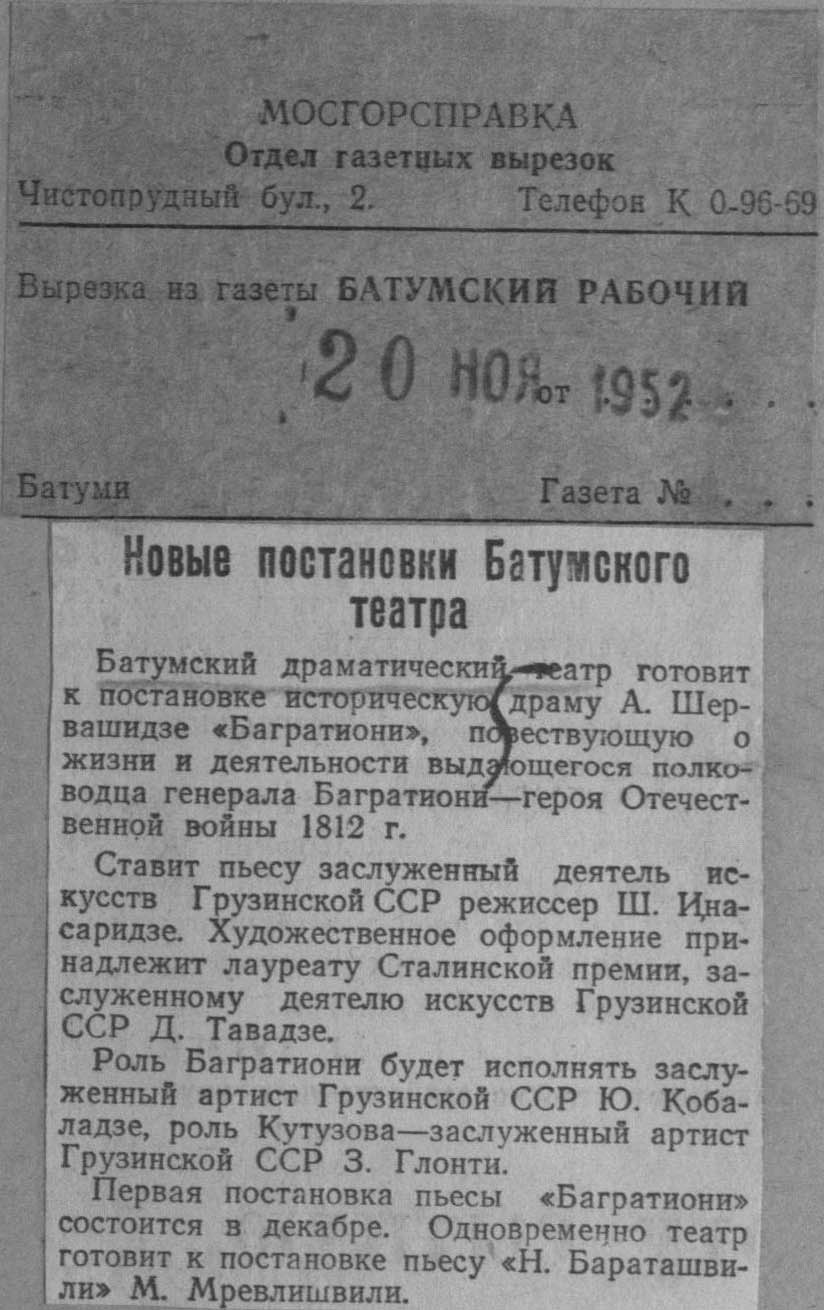 МОСГОРСПРАВКА
Отдел газетных вырезок
Чистопрудный бул., 2. Телефон К 0-96-69
Вырезка из газеты БАТУМСКИЙ РАБОЧИЙ
20 НОЯ от 1952 . . .
Батуми Газета № . . .
Новые постановки Батумского
театра
Батумский драматический театр готовит
к постановке историческую драму А. Шер-
вашидзе «Багратиони», повествующую о
жизни и деятельности выдающегося полко-
водца генерала Багратиони—героя Отечест-
венной войны 1812 г.
Ставит пьесу заслуженный деятель ис-
кусств Грузинской ССР режиссер Ш. Ина-
саридзе. Художественное оформление при-
надлежит лауреату Сталинской премии, за-
служенному деятелю искусств Грузинской
ССР Д. Тавадзе.
Роль Багратиони будет исполнять заслу-
женный артист Грузинской ССР Ю. Коба-
ладзе, роль Кутузова—заслуженный артист
Грузинской ССР З. Глонти.
Первая постановка пьесы «Багратиони»
состоится в декабре. Одновременно театр
готовит к постановке пьесу «Н. Бараташви-
ли» М. Мревлишвили.